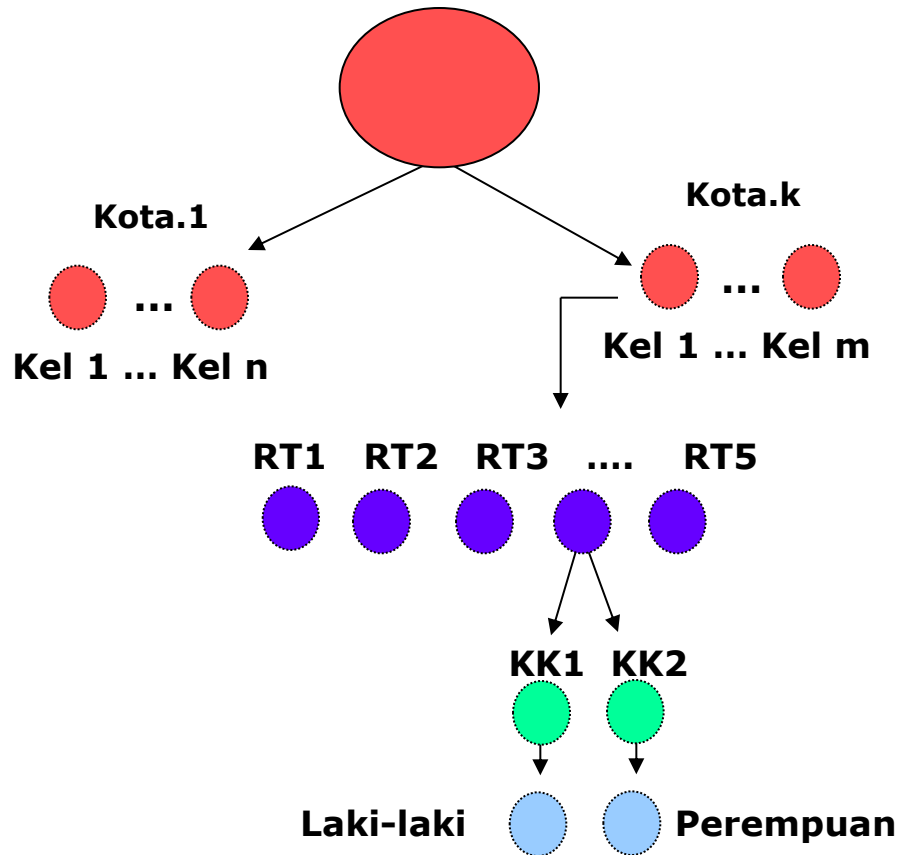 Kota.1
Kota.k
...
...
Kel 1 ... Kel n
Kel 1 ... Kel m
RT1 RT2 RT3 .... RT5
KK1 KK2
Laki-laki
Perempuan